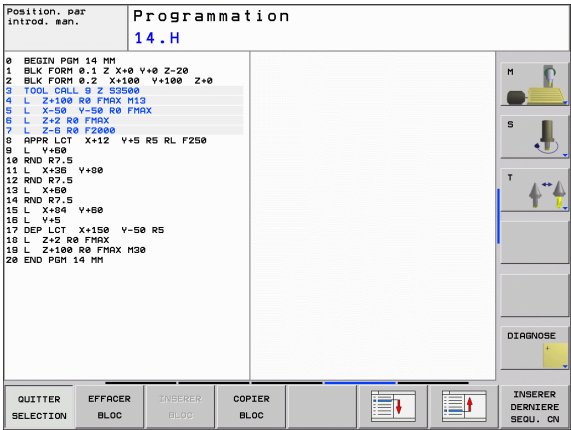 Position. par
introd. man.
Programmation
14.H
0 BEGIN PGM 14 MM
1 BLK FORM 0.1 Z X+0 Y+0 Z-20
2 BLK FORM 0.2 X+100 Y+100 Z+0
3 TOOL CALL 9 Z S3500
4 L Z+100 R0 FMAX M13
5 L X-50 Y-50 R0 FMAX
6 L Z+2 R0 FMAX
7 L Z-6 R0 F2000
8 APPR LCT X+12 Y+5 R5 RL F250
9 L Y+60
10 RND R7.5
11 L X+36 Y+80
12 RND R7.5
13 L X+60
14 RND R7.5
15 L X+84 Y+60
16 L Y+5
17 DEP LCT X+150 Y-50 R5
18 L Z+2 R0 FMAX
19 L Z+100 R0 FMAX M30
20 END PGM 14 MM
M
S
T
DIAGNOSE
QUITTER
SELECTION
EFFACER
BLOC
INSERER
BLOC
COPIER
BLOC
INSERER
DERNIERE
SEQU. CN